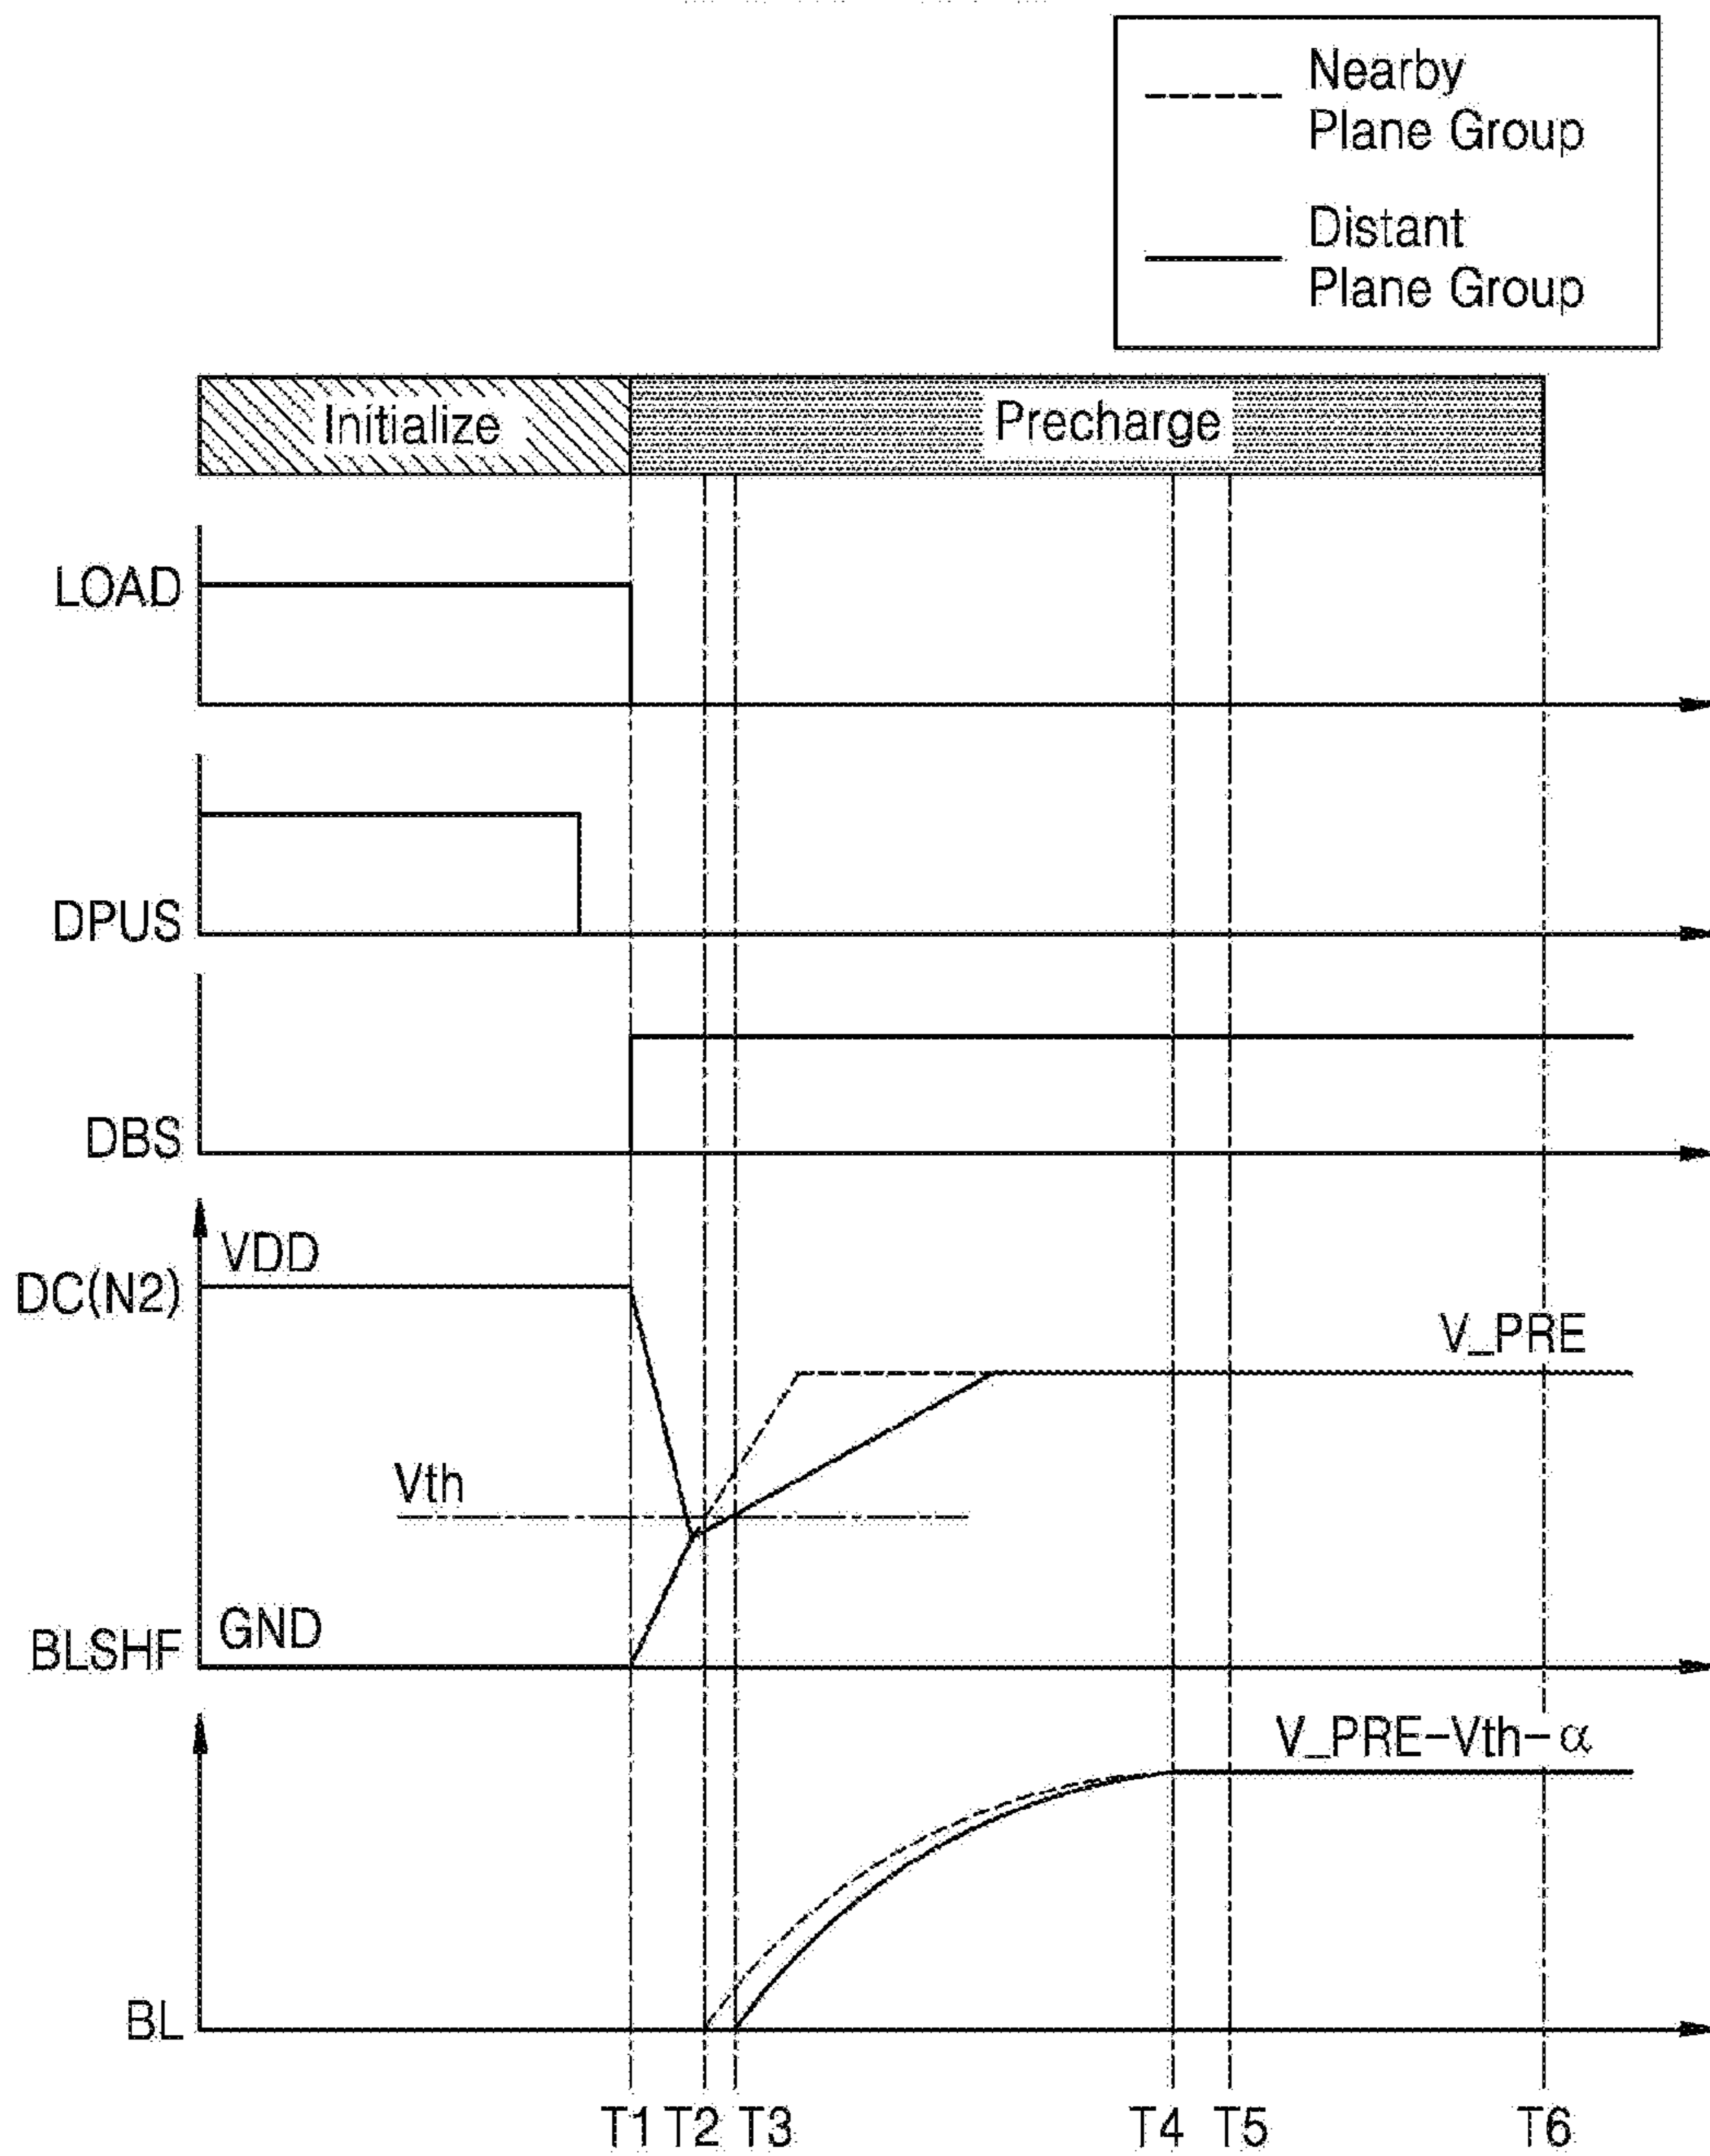 Nearby
Plane Group
Distant
Plane Group
Initialize
Precharge
LOAD
DPUS
DBS
VDD
DC(N2)
V_PRE
Vth
GND
BLSHF
V_PRE-Vth-α
BL
T1 T2 T3 T4 T5 T6